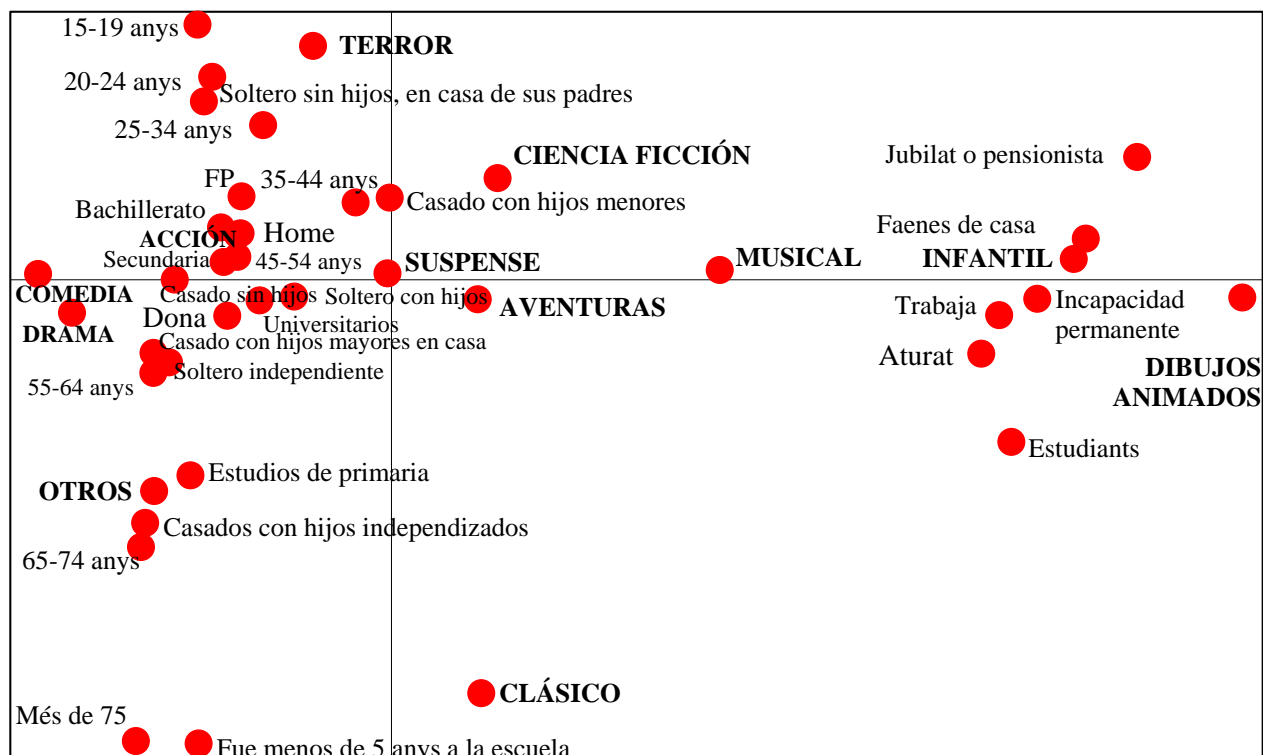 15-19 anys
TERROR
20-24 anys
Soltero sin hijos, en casa de sus padres
25-34 anys
CIENCIA FICCIÓN
Jubilat o pensionista
FP
35-44 anys
Casado con hijos menores
Bachillerato
Faenes de casa
Home
ACCIÓN
Secundaria
45-54 anys
SUSPENSE
MUSICAL
INFANTIL
COMEDIA
Casado sin hijos
Soltero con hijos
AVENTURAS
Trabaja
Incapacidad
permanente
Dona
Universitarios
DRAMA
Casado con hijos mayores en casa
Aturat
Soltero independiente
DIBUJOS
ANIMADOS
55-64 anys
Estudiants
Estudios de primaria
OTROS
Casados con hijos independizados
65-74 anys
CLÁSICO
Més de 75
Fue menos de 5 anys a la escuela